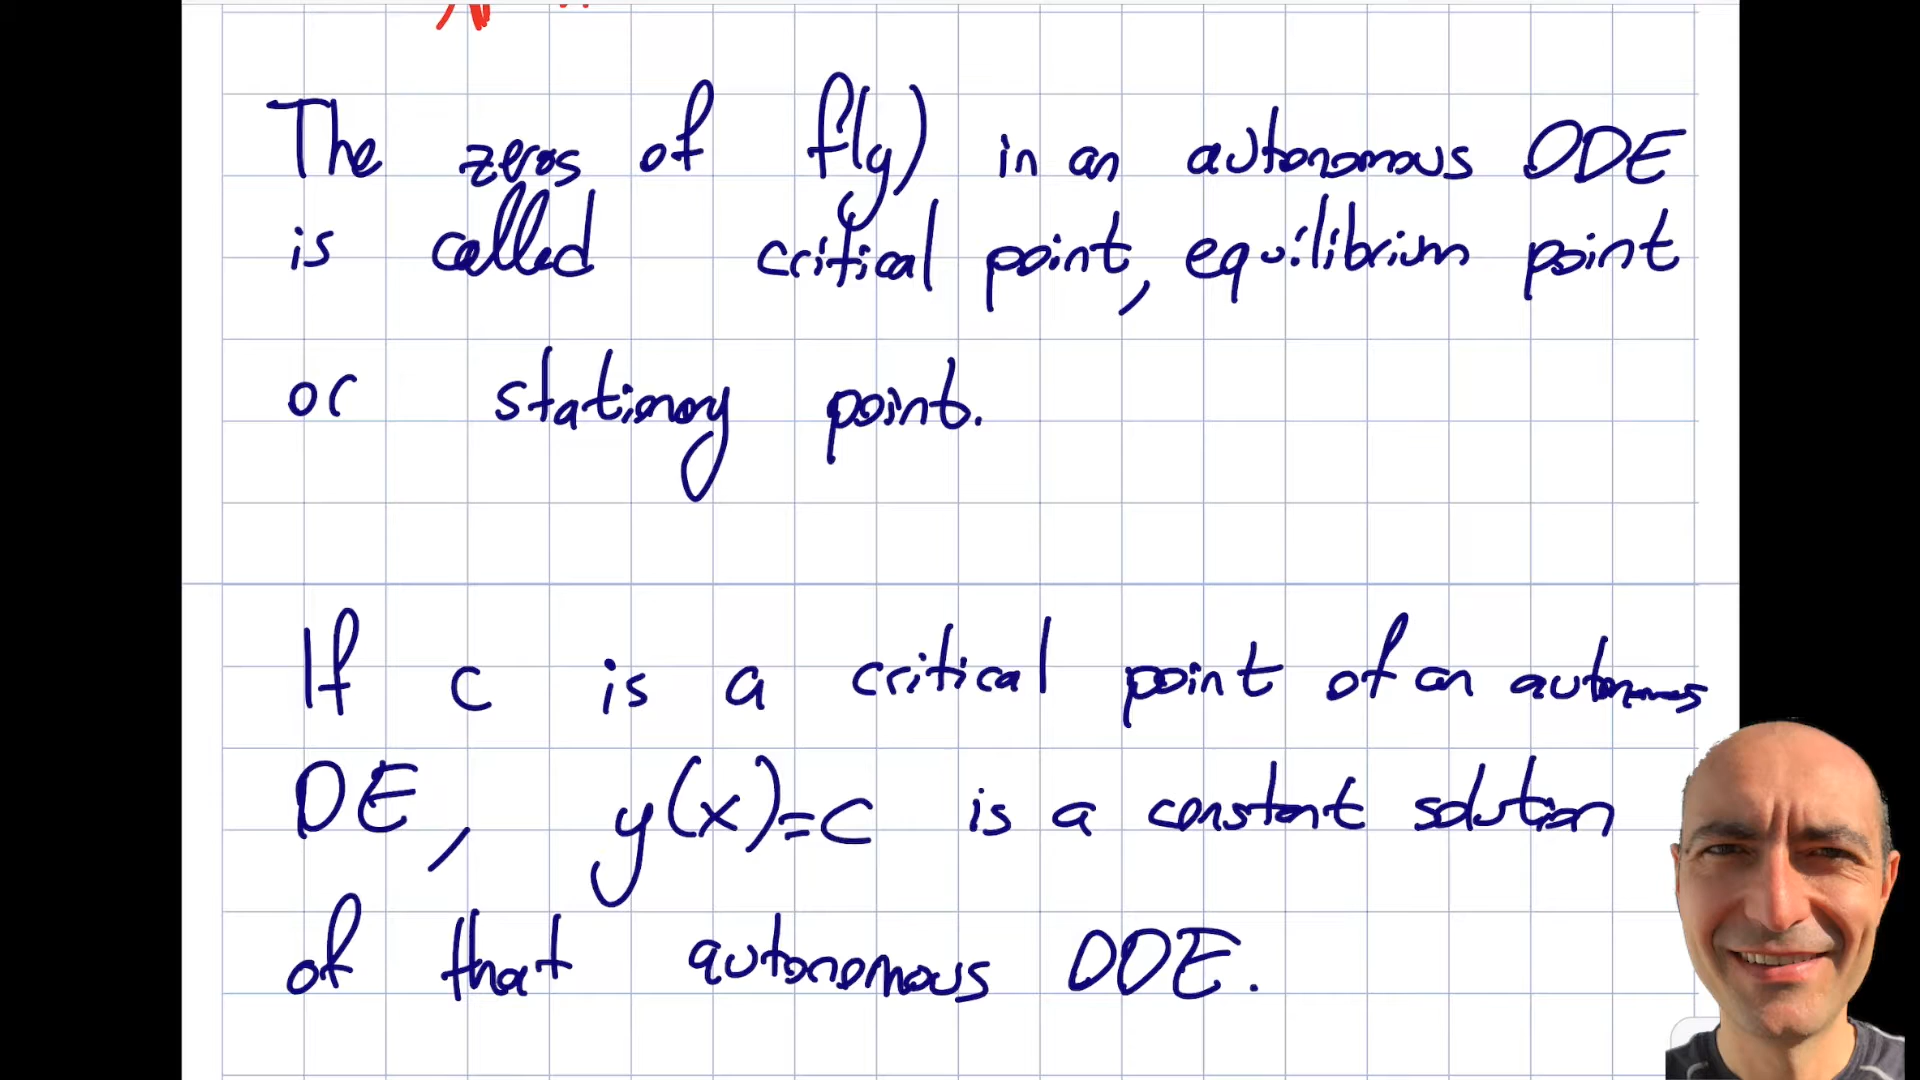 The zeros of f(y) in an autonomous ODE
is called critical point, equilibrium point
or stationary point.
If c is a critical point of an autonomous
DE, y(x)=c is a constant solution
of that autonomous ODE.